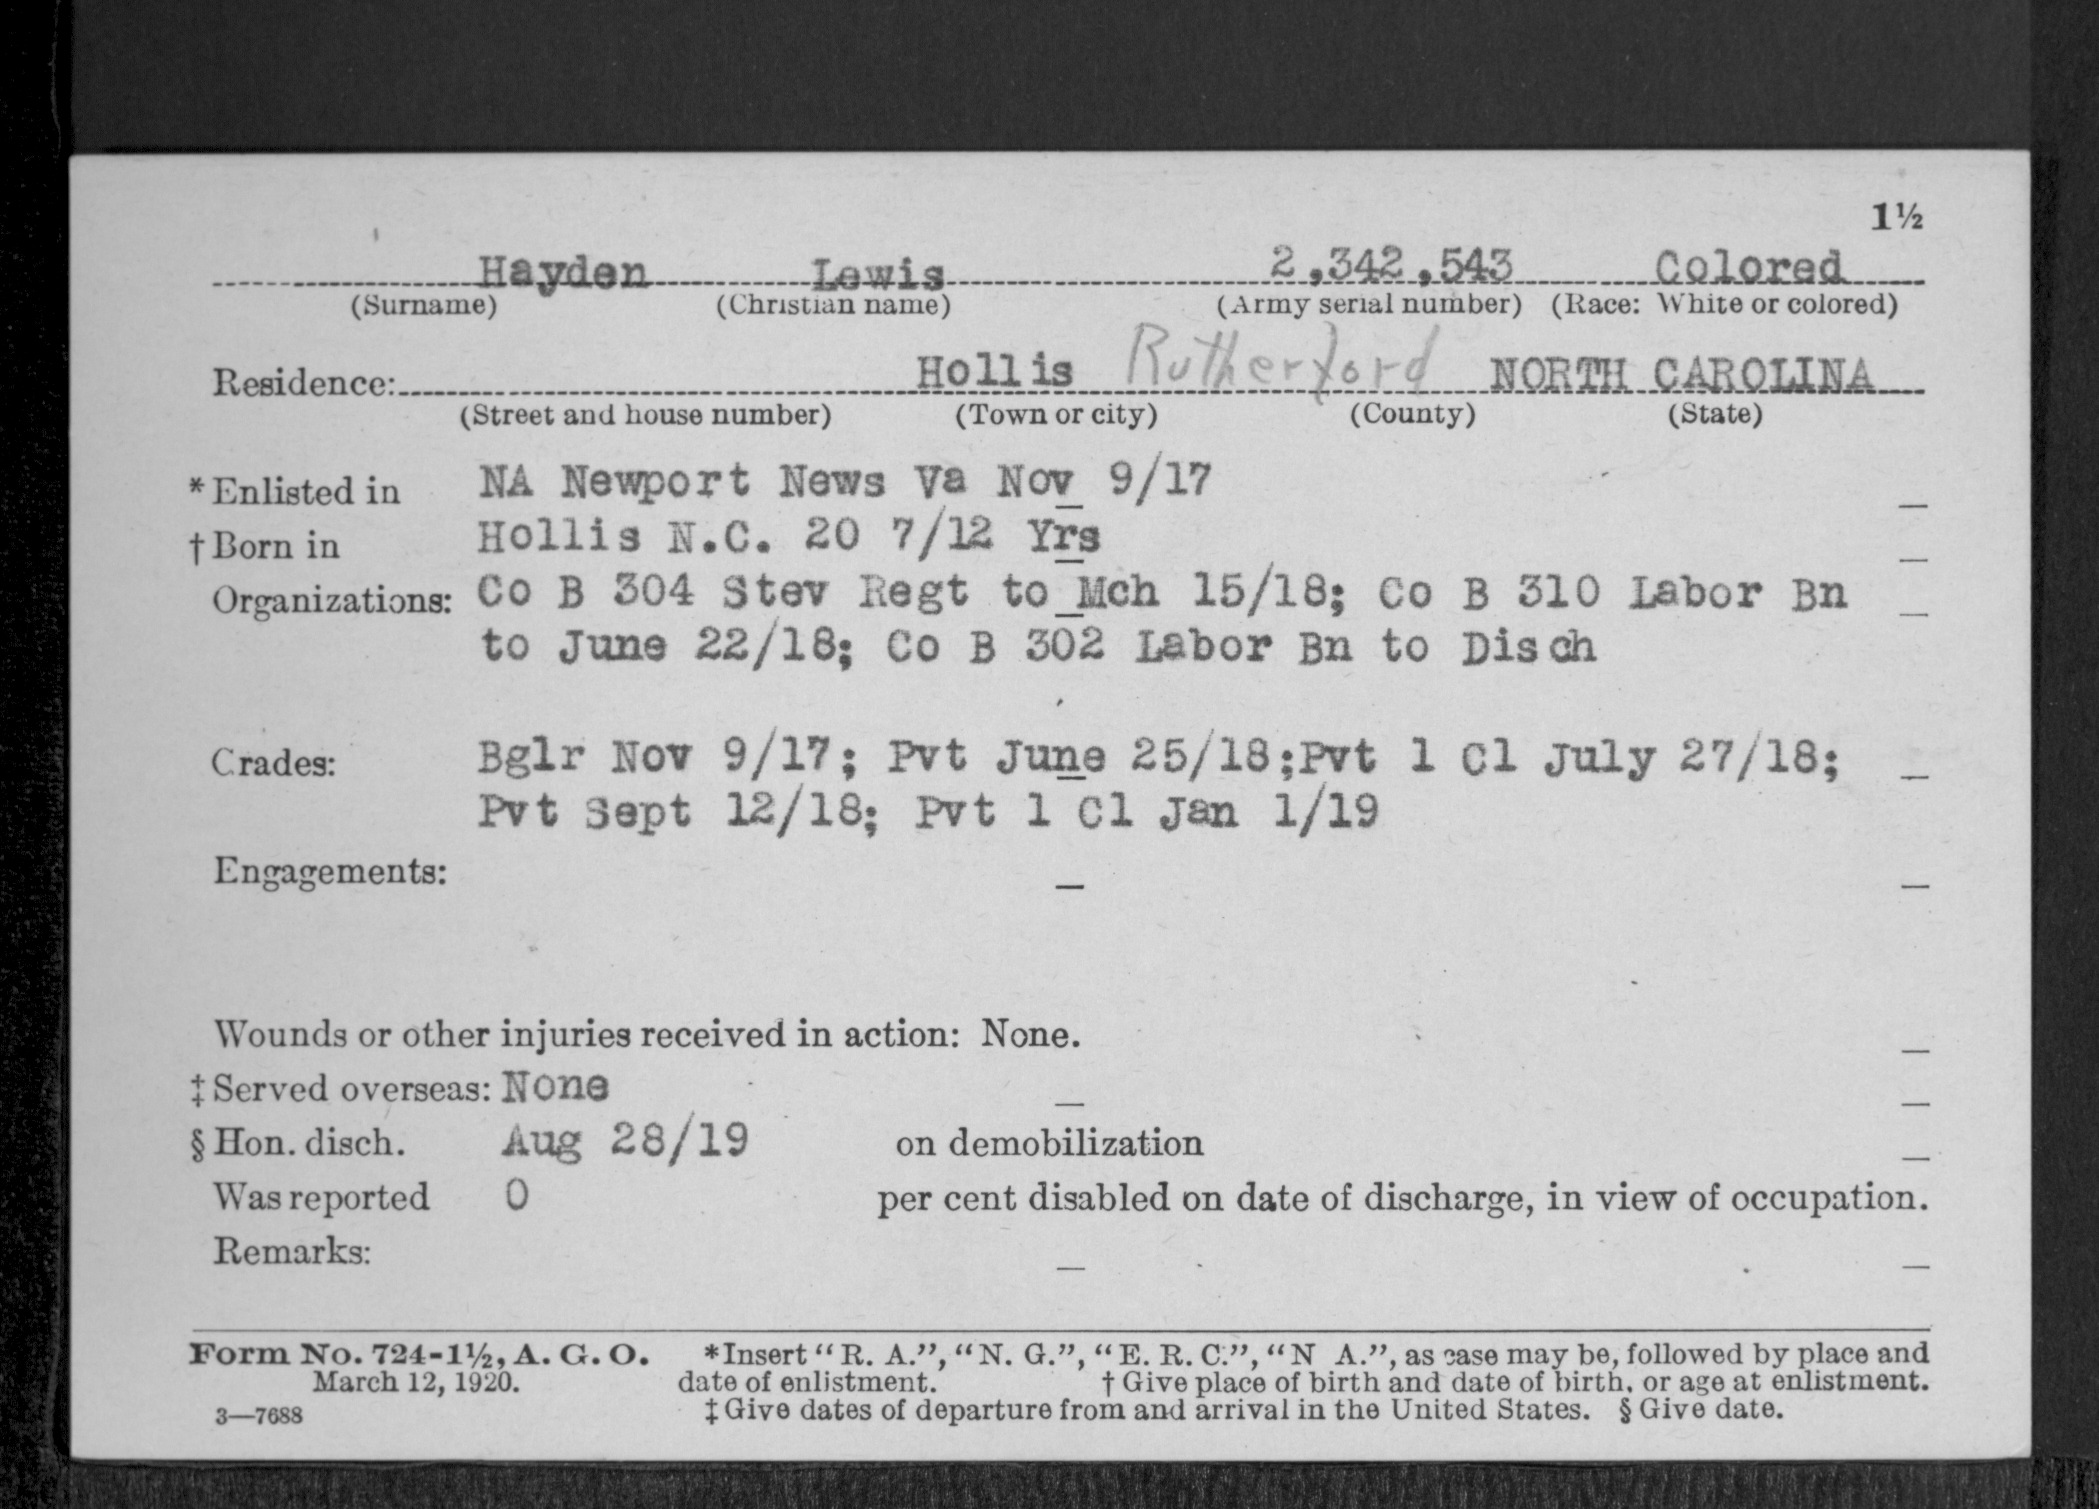 1½
Hayden Lewis 2,342,543 Colored
(Surname) (Christian name) (Army serial number) (Race: White or colored)
Residence: Hollis Rutherford NORTH CAROLINA
(Street and house number) (Town or city) (County) (State)
*Enlisted in NA Newport News Va Nov 9/17
†Born in Hollis N.C. 20 7/12 Yrs
Organizations: Co B 304 Stev Regt to Mch 15/18; Co B 310 Labor Bn
to June 22/18; Co B 302 Labor Bn to Disch
Grades: Bglr Nov 9/17; Pvt June 25/18;Pvt 1 Cl July 27/18;
Pvt Sept 12/18; Pvt 1 Cl Jan 1/19
Engagements:
Wounds or other injuries received in action: None.
‡Served overseas: None
§Hon. disch. Aug 28/19 on demobilization
Was reported 0 per cent disabled on date of discharge, in view of occupation.
Remarks:
Form No. 724-1½, A. G. O. *Insert "R. A.", "N. G.", "E. R. C.", "N A.", as case may be, followed by place and
March 12, 1920. date of enlistment. †Give place of birth and date of birth, or age at enlistment.
3—7688 ‡Give dates of departure from and arrival in the United States. §Give date.